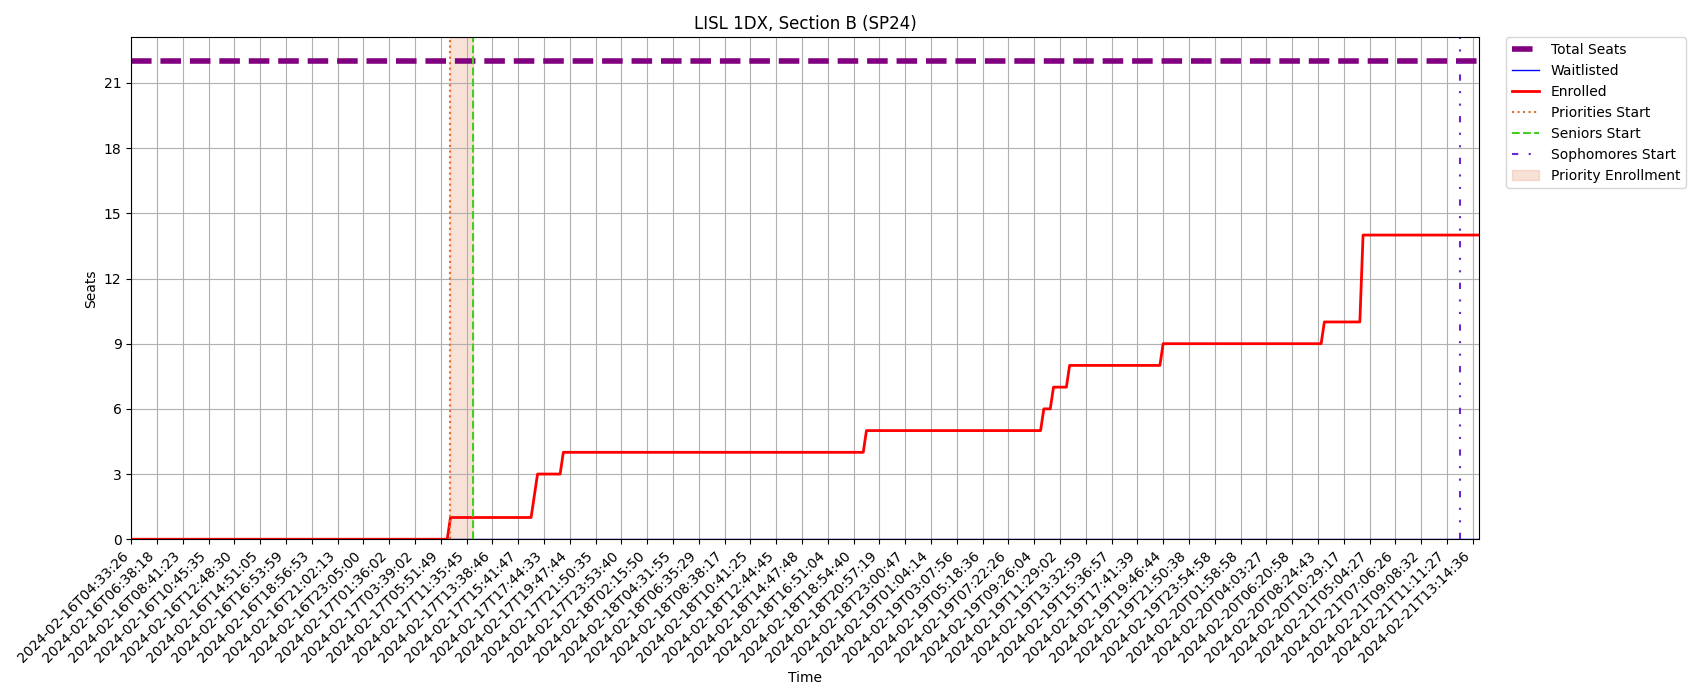 LISL 1DX, Section B (SP24)
Total Seats
Waitlisted
Enrolled
Priorities Start
Seniors Start
Sophomores Start
Priority Enrollment
Seats
21
18
15
12
9
6
3
0
2024-02-16T04:33:26
2024-02-16T06:38:18
2024-02-16T08:41:23
2024-02-16T10:45:35
2024-02-16T12:48:30
2024-02-16T14:51:05
2024-02-16T16:53:59
2024-02-16T18:56:53
2024-02-16T21:02:13
2024-02-16T23:05:00
2024-02-17T01:36:02
2024-02-17T03:39:02
2024-02-17T05:51:49
2024-02-17T11:35:45
2024-02-17T13:38:46
2024-02-17T15:41:47
2024-02-17T17:44:33
2024-02-17T19:47:44
2024-02-17T21:50:35
2024-02-17T23:53:40
2024-02-18T02:15:50
2024-02-18T04:31:55
2024-02-18T06:35:29
2024-02-18T08:38:17
2024-02-18T10:41:25
2024-02-18T12:44:45
2024-02-18T14:47:48
2024-02-18T16:51:04
2024-02-18T18:54:40
2024-02-18T20:57:19
2024-02-18T23:00:47
2024-02-19T01:04:14
2024-02-19T03:07:56
2024-02-19T05:18:36
2024-02-19T07:22:26
2024-02-19T09:26:04
2024-02-19T11:29:02
2024-02-19T13:32:59
2024-02-19T15:36:57
2024-02-19T17:41:39
2024-02-19T19:46:44
2024-02-19T21:50:38
2024-02-19T23:54:58
2024-02-20T01:58:58
2024-02-20T04:03:27
2024-02-20T06:20:58
2024-02-20T08:24:43
2024-02-20T10:29:17
2024-02-21T05:04:27
2024-02-21T07:06:26
2024-02-21T09:08:32
2024-02-21T11:11:27
2024-02-21T13:14:36
Time